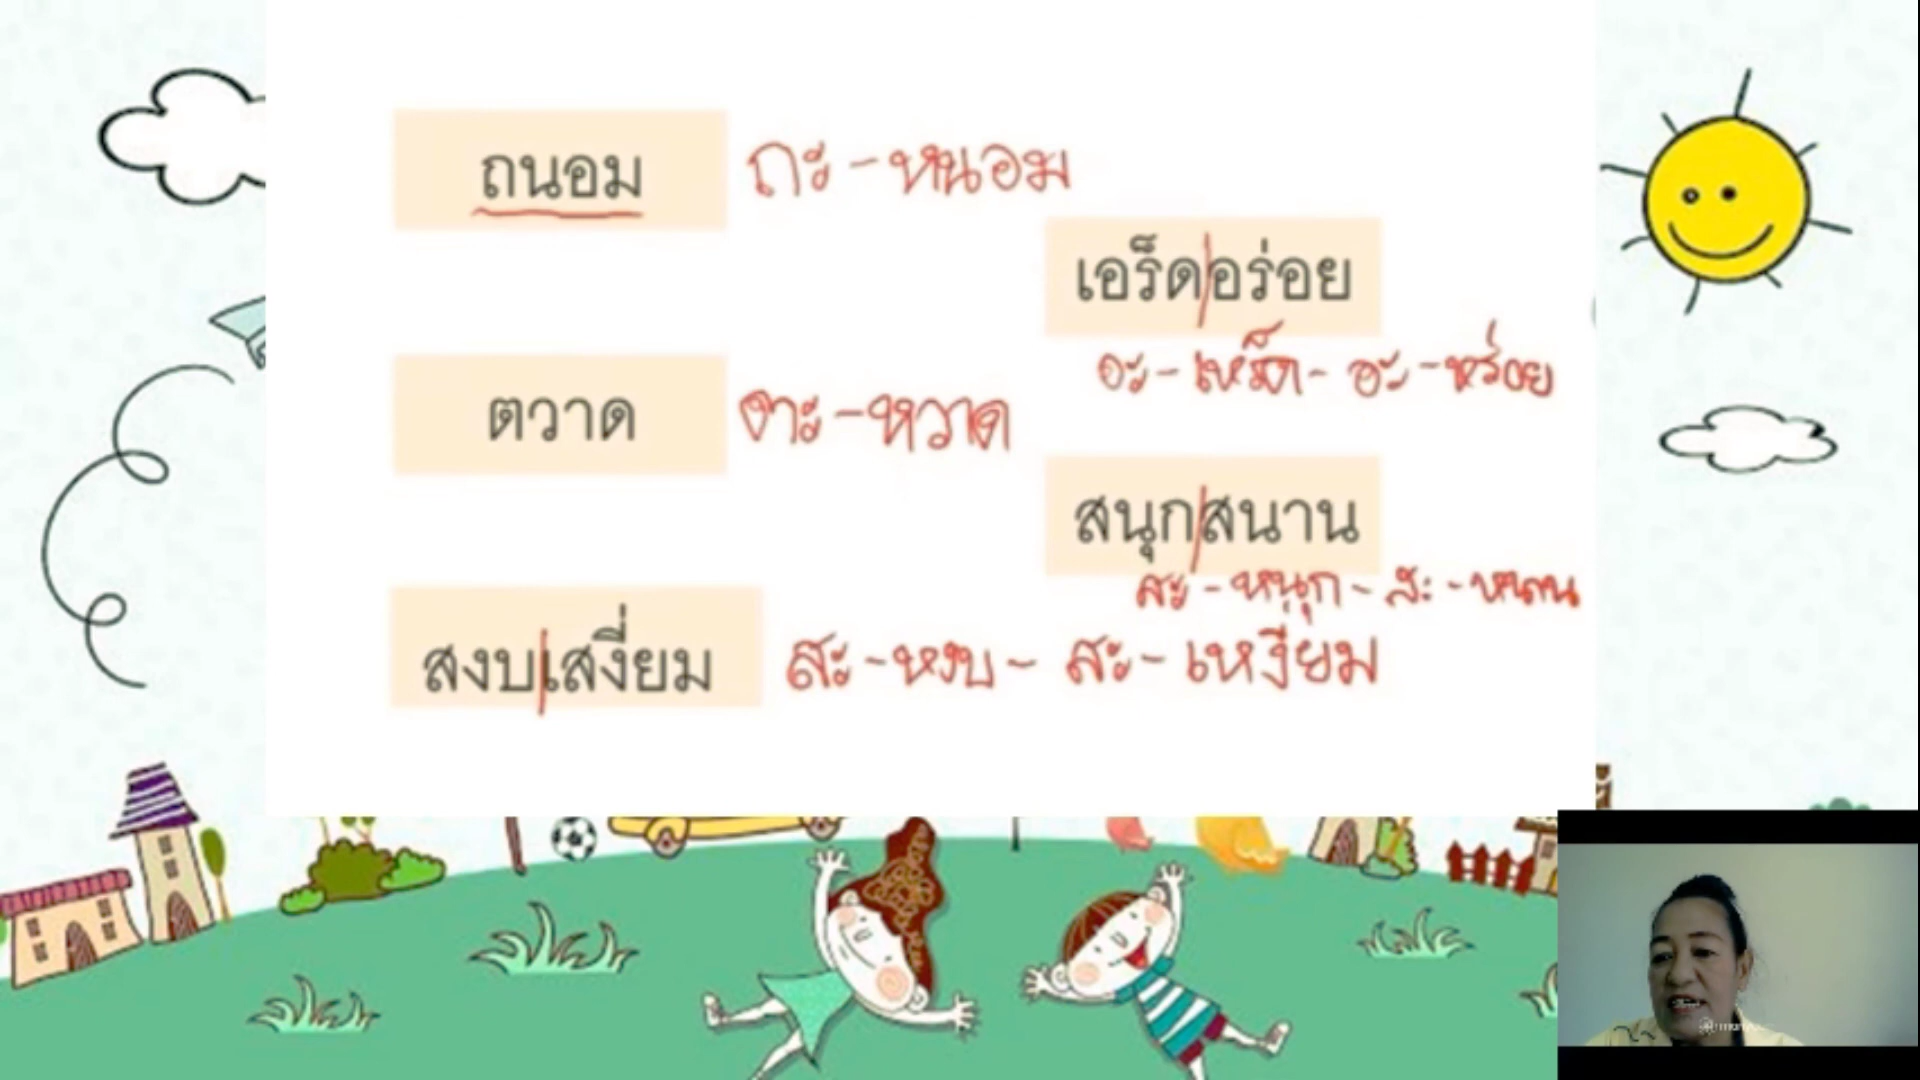 ถนอม ถะ-หนอม
เอร็ดอร่อย
อะ-เหร็ด-อะ-หร่อย
ตวาด ตะ-หวาด
สนุกสนาน
สะ-หนุก-สะ-หนาน
สงบเสงี่ยม สะ-หงบ-สะ-เหงี่ยม